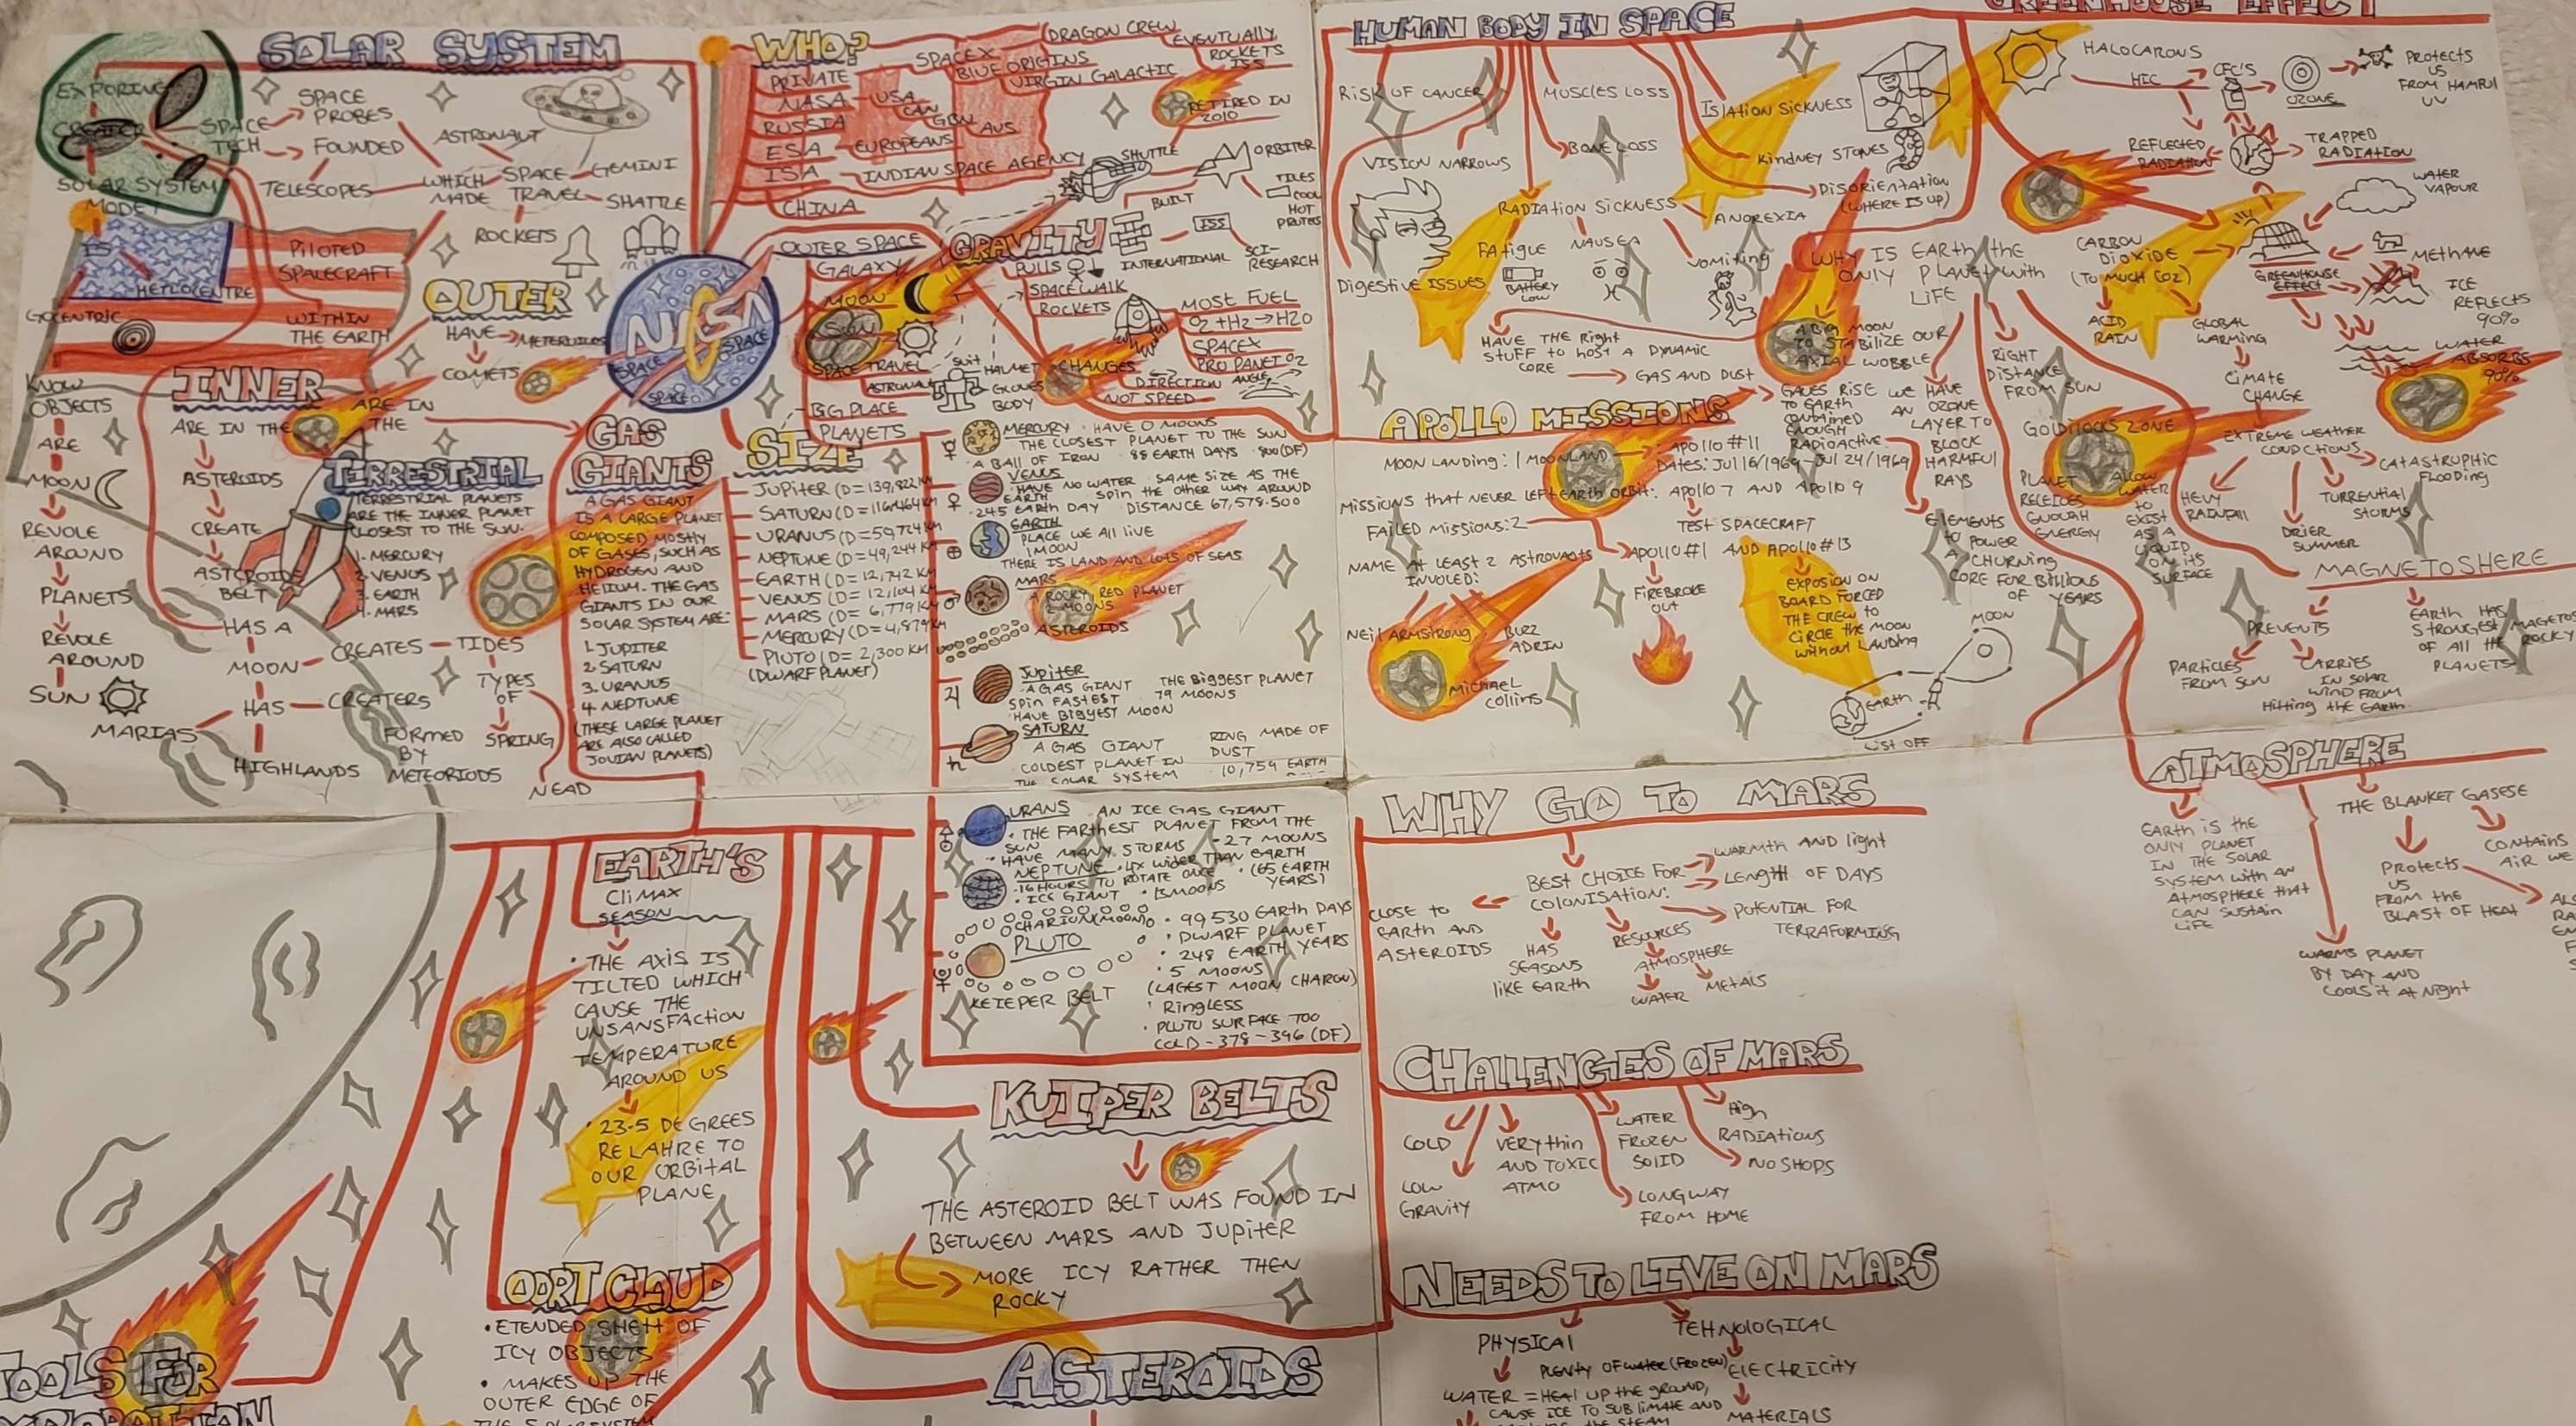 SOLAR SYSTEM
EXPORING
CREATER
SOLAR SYSTEM
MODEL
SPACE
TECH
SPACE
PROBES
FOUNDED
TELESCOPES
ASTRONAUT
WHICH
MADE
SPACE
TRAVEL
GEMINI
SHATTLE
ROCKETS
IS
HETLOCENTRE
GOCENTRIC
PILOTED
SPACECRAFT
WITHIN
THE EARTH
OUTER
HAVE
METEROUIDS
COMETS
NASA
SPACE
SPACE
SPACE
KNOW
OBJECTS
ARE
MOON
REVOLE
AROUND
PLANETS
REVOLE
AROUND
SUN
INNER
ARE IN THE
ARE IN
THE
ASTEROIDS
CREATE
ASTEROIDE
BELT
HAS A
MOON
CREATES
TIDES
TYPES
OF
SPRING
NEAD
HAS
CREATERS
MARIAS
HIGHLANDS
FORMED
BY
METEORIODS
TERRESTRIAL
TERRESTRIAL PLANETS
ARE THE INNER PLANET
CLOSEST TO THE SUN.
1. MERCURY
2. VENUS
3. EARTH
4. MARS
GAS
GIANTS
A GAS GIANT
IS A LARGE PLANET
COMPOSED MOSTLY
OF GASES, SUCH AS
HYDROGEN AND
HELIUM. THE GAS
GIANTS IN OUR
SOLAR SYSTEM ARE:
1. JUPITER
2. SATURN
3. URANUS
4. NEPTUNE
(THESE LARGE PLANET
ARE ALSO CALLED
JOVIAN PLANETS)
WHO?
PRIVATE
SPACEX
DRAGON CREW
EVENTUALLY
ROCKETS
ISS
BLUE ORIGINS
VIRGIN GALACTIC
NASA
USA
CAN
GBN
AUS
RETIRED IN
2010
RUSSIA
ESA
EUROPEANS
ISA
INDIAN SPACE AGENCY
CHINA
SHUTTLE
ORBITER
TILES
COOL
HOT
BUILT
ISS
INTERNATIONAL
SCI-
RESEARCH
OUTER SPACE
GALAXY
MOON
SUN
SPACE TRAVEL
ASTRONAUT
SUIT
HALMET
GLOVES
BODY
BIG PLACE
PLANETS
GRAVITY
PULLS
SPACEWALK
ROCKETS
MOST FUEL
O2 + H2 → H2O
SPACEX
PROPANET O2
CHANGES
DIRECTION
ANGLE
NOT SPEED
SIZE
JUPITER (D = 139,822 KM
SATURN (D = 116,464 KM
URANUS (D = 50,724 KM
NEPTUNE (D = 49,244 KM
EARTH (D = 12,742 KM
VENUS (D = 12,104 KM
MARS (D = 6,779 KM
MERCURY (D = 4,879 KM
PLUTO (D = 2,300 KM
(DWARF PLANET)
MERCURY · HAVE 0 MOONS
THE CLOSEST PLANET TO THE SUN
· A BALL OF IRON · 88 EARTH DAYS · 800 (DF)
VENUS
· HAVE NO WATER · SAME SIZE AS THE
EARTH · SPIN THE OTHER WAY AROUND
· 245 EARTH DAY DISTANCE 67,578.500
EARTH
PLACE WE ALL LIVE
1 MOON
THERE IS LAND AND LOTS OF SEAS
MARS
A ROCKY, RED PLANET
2 MOONS
ASTEROIDS
JUPITER
· A GAS GIANT THE BIGGEST PLANET
SPIN FASTEST 79 MOONS
· HAVE BIGGEST MOON
SATURN
A GAS GIANT RING MADE OF
DUST
COLDEST PLANET IN
THE SOLAR SYSTEM 10,759 EARTH
URANS AN ICE GAS GIANT
· THE FARTHEST PLANET FROM THE
SUN · 27 MOONS
· HAVE MANY STORMS
NEPTUNE · 4X WIDER THAN EARTH
· 16 HOURS TO ROTATE ONCE · (65 EARTH
YEARS)
· ICE GIANT · 13 MOONS
CHARION (MOON)
PLUTO
KEIEPER BELT
· 99530 EARTH DAYS
· DWARF PLANET
· 248 EARTH YEARS
· 5 MOONS
(LAGEST MOON CHARON)
· RINGLESS
· PLUTO SURFACE TOO
COLD -378 - 396 (DF)
HUMAN BODY IN SPACE
RISK OF CANCER
VISION NARROWS
DIGESTIVE ISSUES
MUSCLES LOSS
BONE LOSS
ISLATION SICKNESS
KINDNEY STONES
DISORIENTATION
(WHERE IS UP)
RADIATION SICKNESS
ANOREXIA
FATIGUE
BATTERY
LOW
NAUSEA
VOMITING
WHY IS EARTH THE
ONLY PLANET WITH
LIFE
HAVE THE RIGHT
STUFF TO HOST A DYNAMIC
CORE
GAS AND DUST
A BIG MOON
TO STABILIZE OUR
AXIAL WOBBLE
GAVES RISE
TO EARTH
CONTAINED
ENOUGH
RADIOACTIVE
ELEMENTS
TO POWER
A CHURNING
CORE FOR BILLIONS
OF YEARS
WE HAVE
AN OZONE
LAYER TO
BLOCK
HARMFUL
RAYS
RIGHT
DISTANCE
FROM SUN
GOLDILOCKS ZONE
PLANET
RECEIVES
ENOUGH
ENERGIY
ALLOW
WATER
TO
EXIST
AS A
LIQUID
ON ITS
SURFACE
APOLLO MISSIONS
MOON LANDING: 1 MOONLAND
APOLLO #11
DATES: JUL 16/1969 - JUL 24/1969
MISSIONS THAT NEVER LEFT EARTH ORBIT: APOLLO 7 AND APOLLO 9
TEST SPACECRAFT
FAILED MISSIONS: 2
APOLLO #1 AND APOLLO #13
FIREBROKE
OUT
EXPOSION ON
BOARD FORCED
THE CREW TO
CIRCLE THE MOON
WITHOUT LANDING
NAME AT LEAST 2 ASTROVAOTS
INVOLED:
NEIL ARMSTRONG
BUZZ
ADRIN
MICHAEL
COLLINS
MOON
EARTH
LIST OFF
GREENHOUSE EFFECT
HALOCARONS
HFC
CFC'S
OZONE
PROTECTS
US
FROM HAMFUL
UV
REFLECTED
RADIATION
TRAPPED
RADIATION
WATER
VAPOUR
CARBON
DIOXIDE
(TO MUCH CO2)
GREENHOUSE
EFFECT
METHANE
ICE
REFLECTS
90%
WATER
ABSORBS
90%
ACID
RAIN
GLOBAL
WARMING
CIMATE
CHANGE
EXTREME WEATHER
CONDCTIONS
HEVY
RAINFALL
DRIER
SUMMER
TURRENTIAL
STORMS
CATASTROPHIC
FLOODING
MAGNETOSHERE
PREVENTS
PARTICLES
FROM SUN
CARRIES
IN SOLAR
WIND FROM
HITTING THE EARTH
EARTH HAS
STRONGEST
OF ALL THE
PLANETS
ROCKY
ATMOSPHERE
EARTH IS THE
ONLY PLANET
IN THE SOLAR
SYSTEM WITH AN
ATMOSPHERE THAT
CAN SUSTAIN
LIFE
WARMS PLANET
BY DAY AND
COOLS IT AT NIGHT
THE BLANKET GASESE
PROTECTS
US
FROM THE
BLAST OF HEAT
CONTAINS
AIR WE
WHY GO TO MARS
BEST CHOICE FOR
COLONISATION:
WARMTH AND LIGHT
LENGTH OF DAYS
POTENTIAL FOR
TERRAFORMING
CLOSE TO
EARTH AND
ASTEROIDS
HAS
SEASONS
LIKE EARTH
RESOURCES
ATMOSPHERE
WATER
METALS
CHALLENGES OF MARS
COLD
LOW
GRAVITY
VERY THIN
AND TOXIC
ATMO
WATER
FROZEN
SOLID
LONGWAY
FROM HOME
HIGH
RADIATIONS
NO SHOPS
NEEDS TO LIVE ON MARS
PHYSICAL
TEHNOLOGICAL
PLENTY OF WATER (FROZEN)
ELECTRICITY
WATER = HEAT UP THE GROUND,
CAUSE ICE TO SUBLIMATE AND
THE STEAM
MATERIALS
EARTH'S
CLIMAX
SEASON
· THE AXIS IS
TILTED WHICH
CAUSE THE
UNSANSFACTION
TEMPERATURE
AROUND US
· 23.5 DEGREES
RELAHRE TO
OUR ORBITAL
PLANE
OORT CLOUD
· ETENDED SHELL OF
ICY OBJECTS
· MAKES UP THE
OUTER EDGE OF
KUIPER BELTS
THE ASTEROID BELT WAS FOUND IN
BETWEEN MARS AND JUPITER
MORE ICY RATHER THEN
ROCKY
ASTEROIDS
TOOLS FOR